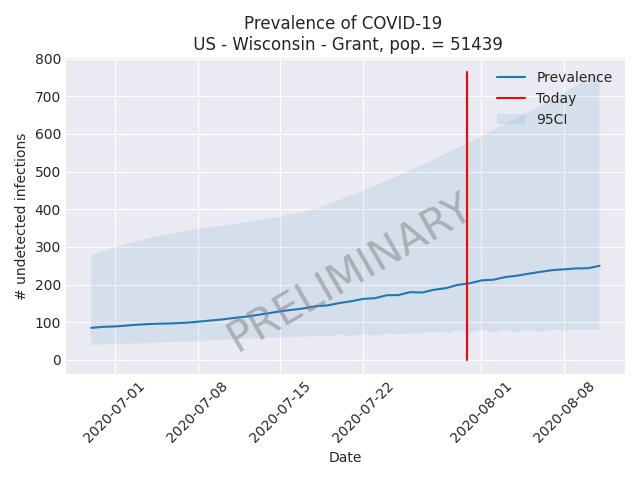 Prevalence of COVID-19
US - Wisconsin - Grant, pop. = 51439
800
700
600
500
400
300
200
100
0
# undetected infections
Prevalence
Today
95CI
PRELIMINARY
2020-07-01
2020-07-08
2020-07-15
2020-07-22
2020-08-01
2020-08-08
Date